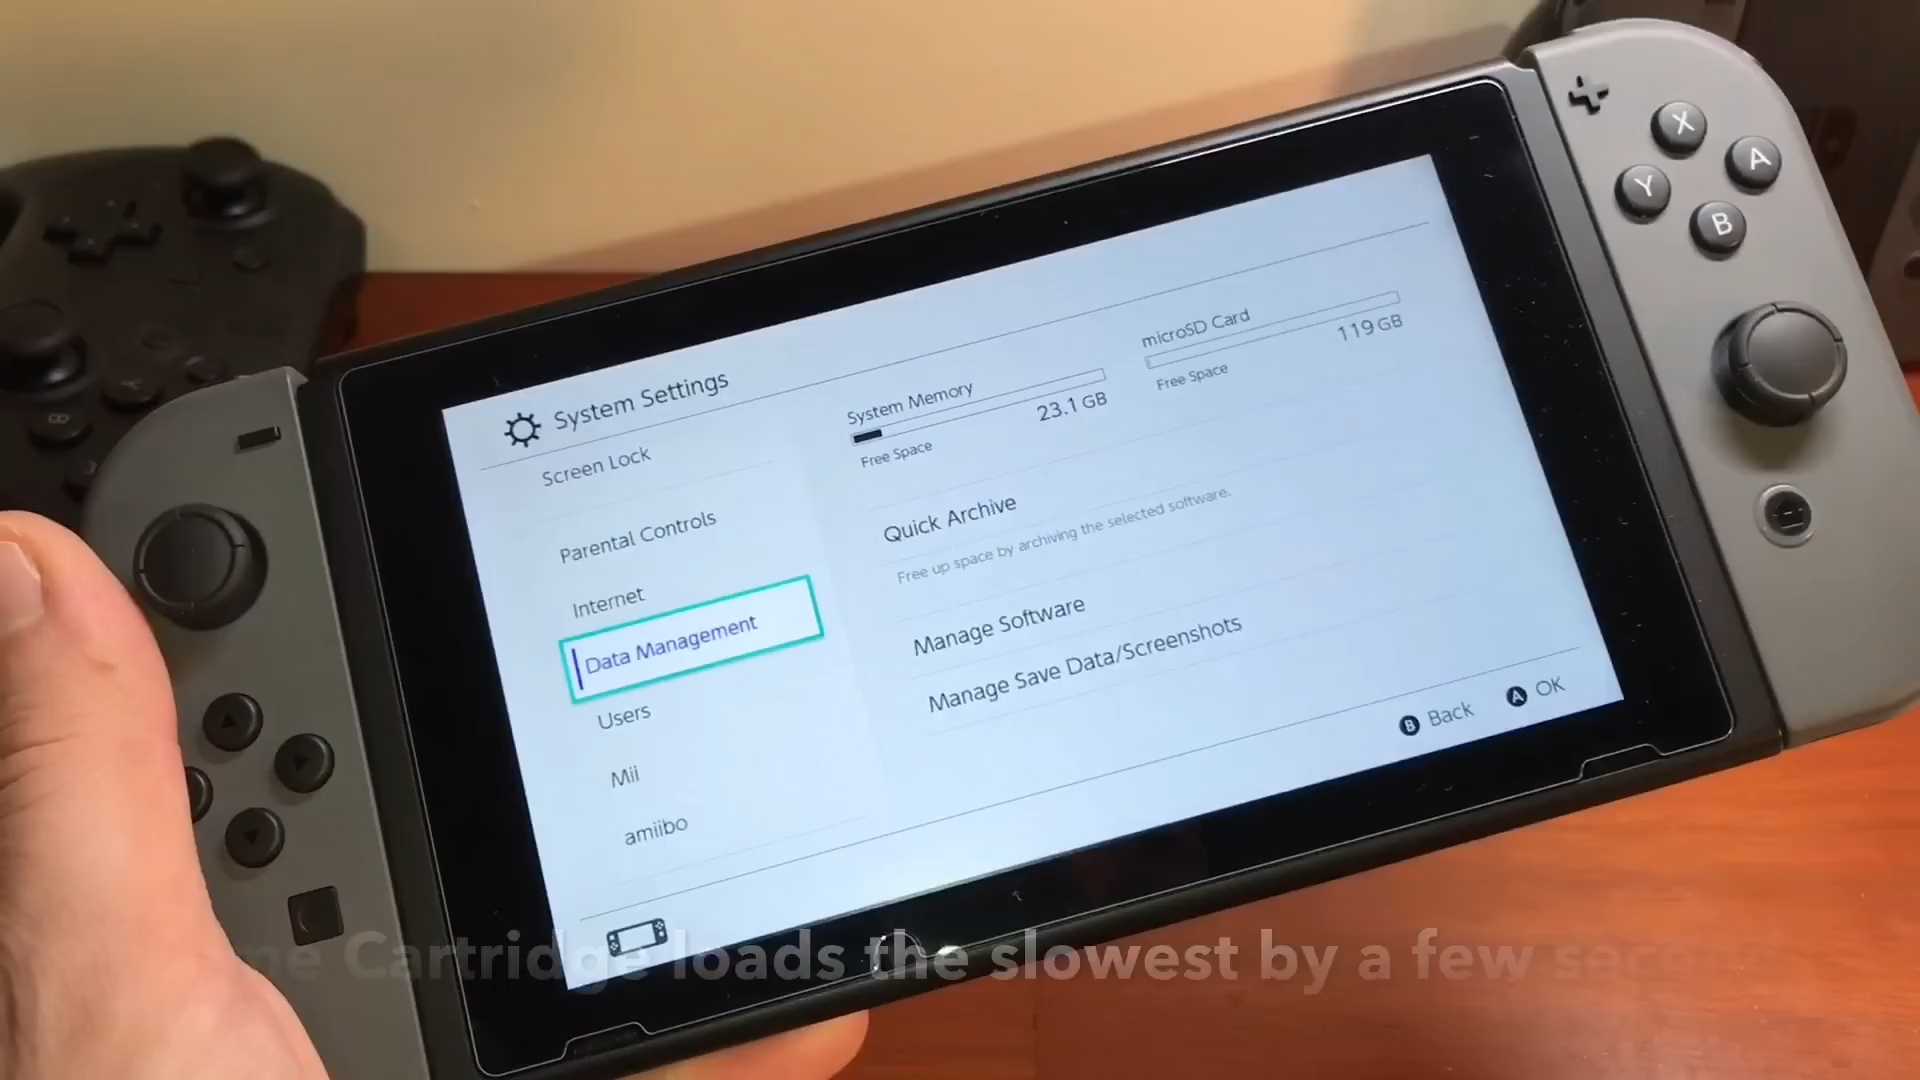 System Settings
Screen Lock
Parental Controls
Internet
Data Management
Users
Mii
amiibo
System Memory
23.1 GB
Free Space
microSD Card
119 GB
Free Space
Quick Archive
Free up space by archiving the selected software.
Manage Software
Manage Save Data/Screenshots
B Back
A OK
X
A
Y
B
B
Cartridge loads the slowest by a few